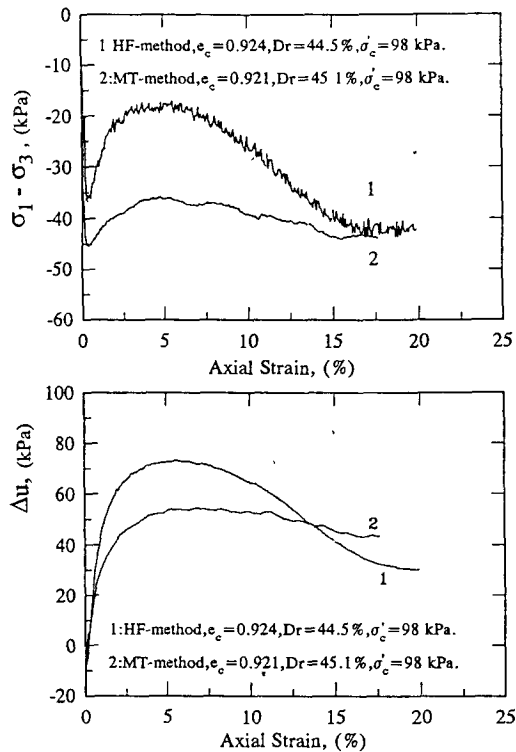 0
-10
-20
-30
-40
-50
-60
σ1 - σ3 , (kPa)
1 HF-method,e_c=0.924,Dr=44.5%,σ'_c=98 kPa.
2:MT-method,e_c=0.921,Dr=45 1%,σ'_c=98 kPa.
1
2
0 5 10 15 20 25
Axial Strain, (%)
100
80
60
40
20
0
-20
Δu, (kPa)
2
1
1:HF-method,e_c=0.924,Dr=44.5%,σ'_c=98 kPa.
2:MT-method,e_c=0.921,Dr=45.1%,σ'_c=98 kPa.
0 5 10 15 20 25
Axial Strain, (%)